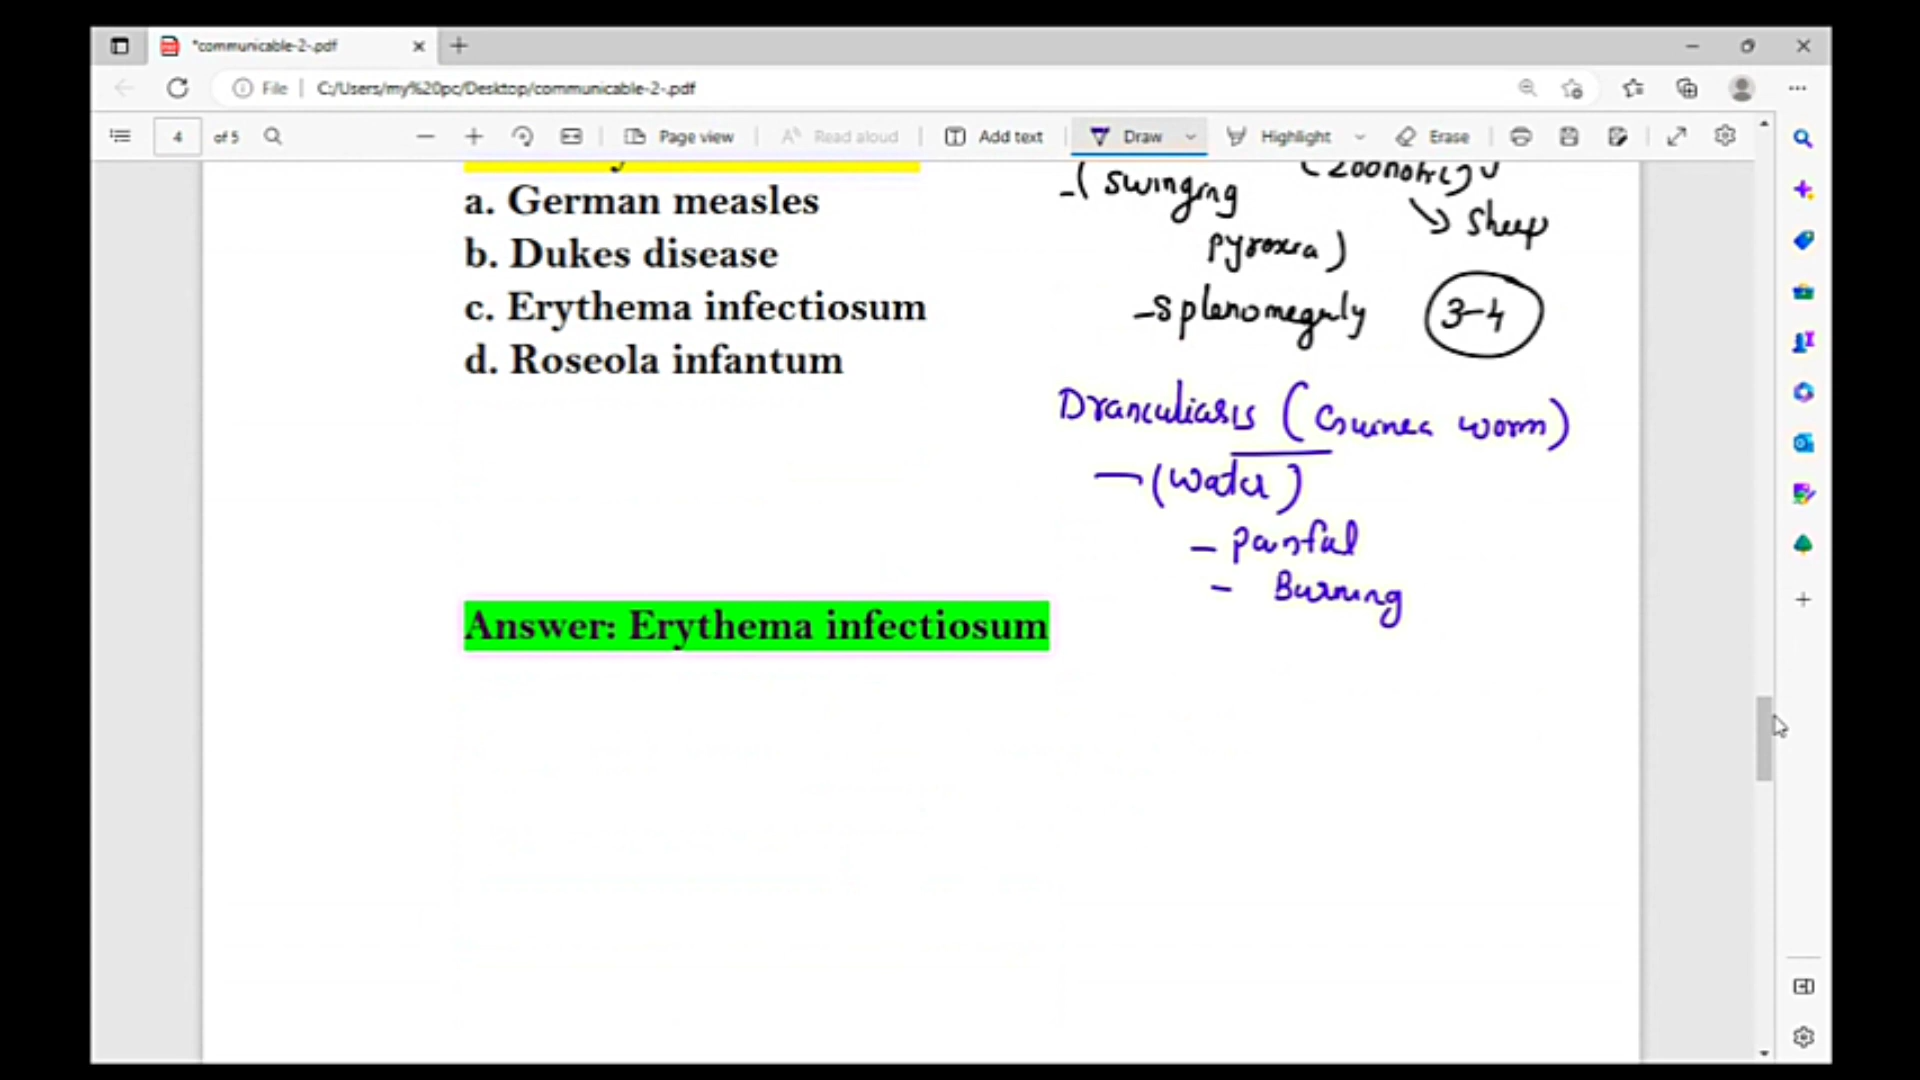 *communicable-2-.pdf
File | C:/Users/my%20pc/Desktop/communicable-2-.pdf
4 of 5 Page view Read aloud Add text Draw Highlight Erase
a. German measles
b. Dukes disease
c. Erythema infectiosum
d. Roseola infantum
Answer: Erythema infectiosum
(Zoonotic)
-( Swinging
Sheep
Pyrexia)
-Splenomegaly 3-4
Dranculiasis (Guinea worm)
- (Water)
- Painful
- Burning